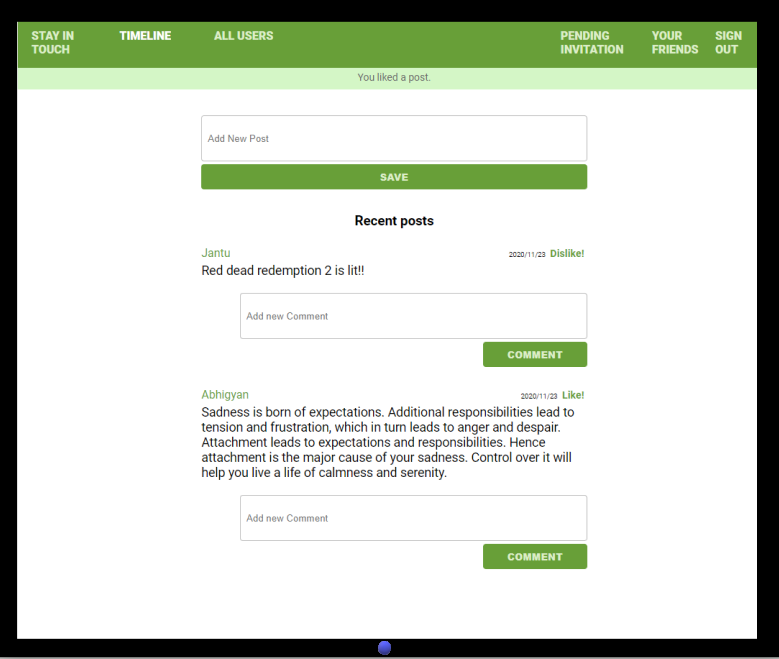 STAY IN TOUCH TIMELINE ALL USERS PENDING INVITATION YOUR FRIENDS SIGN OUT
You liked a post.
Add New Post
SAVE
Recent posts
Jantu 2020/11/23 Dislike!
Red dead redemption 2 is lit!!
Add new Comment
COMMENT
Abhigyan 2020/11/23 Like!
Sadness is born of expectations. Additional responsibilities lead to
tension and frustration, which in turn leads to anger and despair.
Attachment leads to expectations and responsibilities. Hence
attachment is the major cause of your sadness. Control over it will
help you live a life of calmness and serenity.
Add new Comment
COMMENT